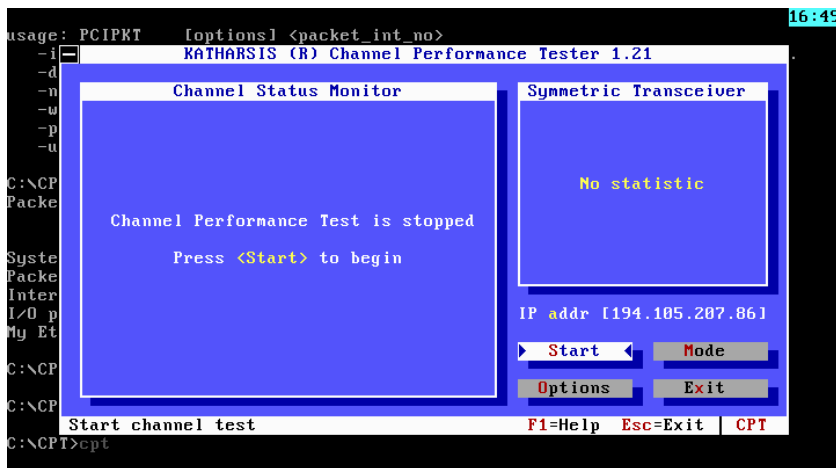 16:49
usage: PCIPKT [options] <packet_int_no>
-i KATHARSIS (R) Channel Performance Tester 1.21 .
-d
-n Channel Status Monitor Symmetric Transceiver
-w
-p
-u
C:\CP No statistic
Packe
Channel Performance Test is stopped
Syste Press <Start> to begin
Packe
Inter
I/O p IP addr [194.105.207.86]
My Et
Start Mode
C:\CP
Options Exit
C:\CP
Start channel test F1=Help Esc=Exit CPT
C:\CPT>cpt